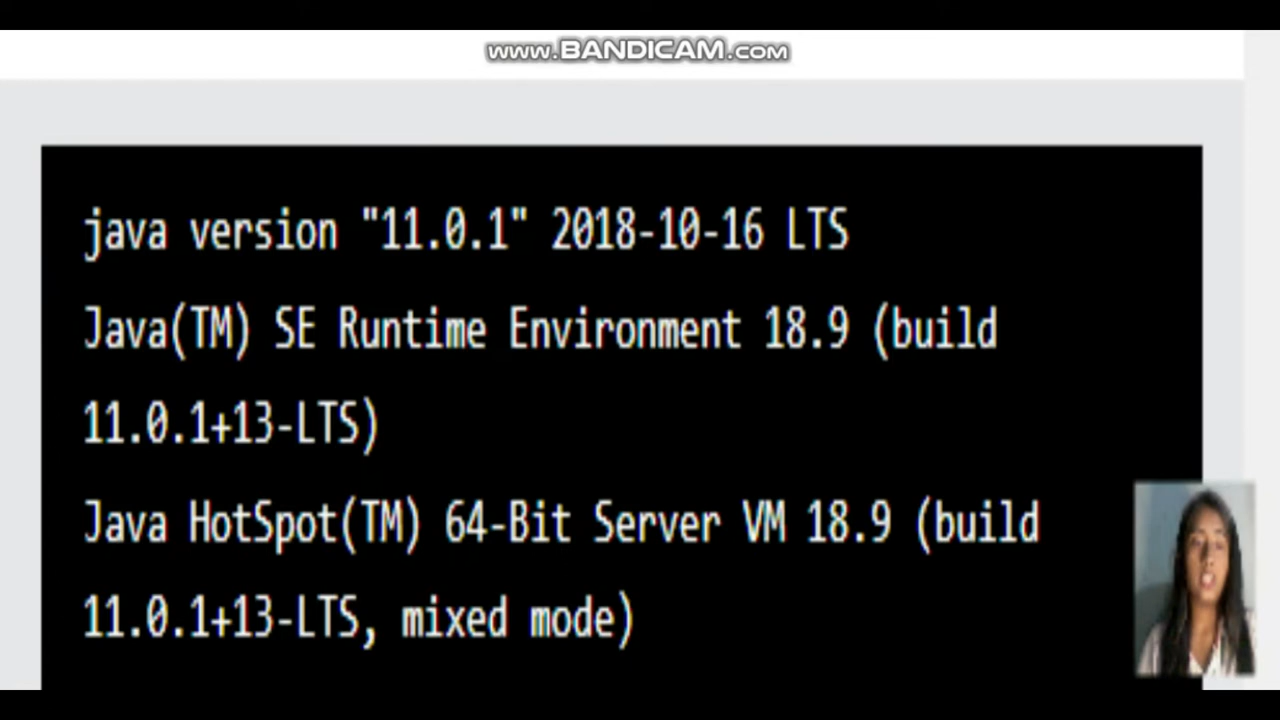 www.BANDICAM.com
java version "11.0.1" 2018-10-16 LTS
Java(TM) SE Runtime Environment 18.9 (build
11.0.1+13-LTS)
Java HotSpot(TM) 64-Bit Server VM 18.9 (build
11.0.1+13-LTS, mixed mode)